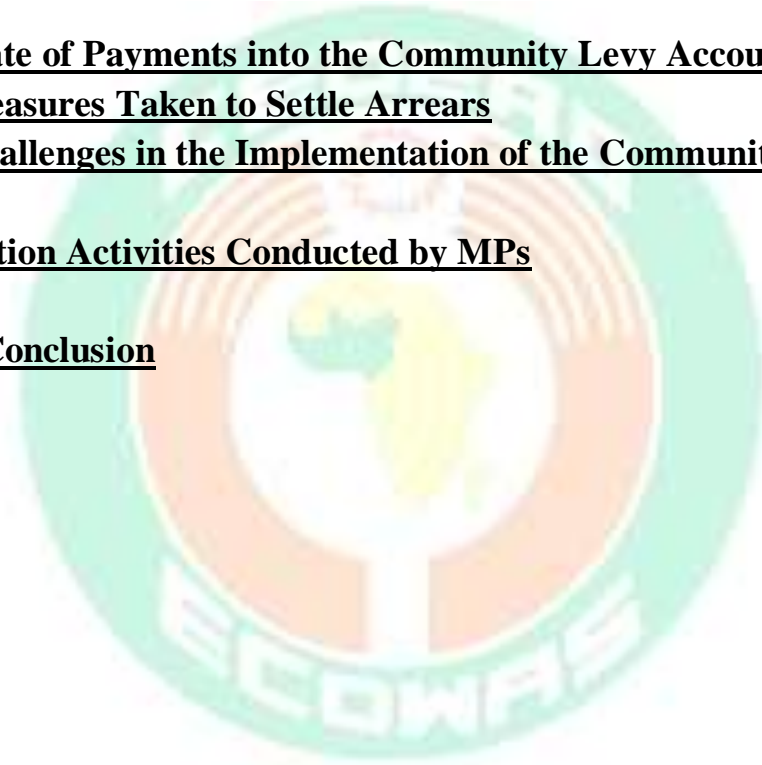 ate of Payments into the Community Levy Accou
easures Taken to Settle Arrears
allenges in the Implementation of the Communit
tion Activities Conducted by MPs
Conclusion
ECOWAS